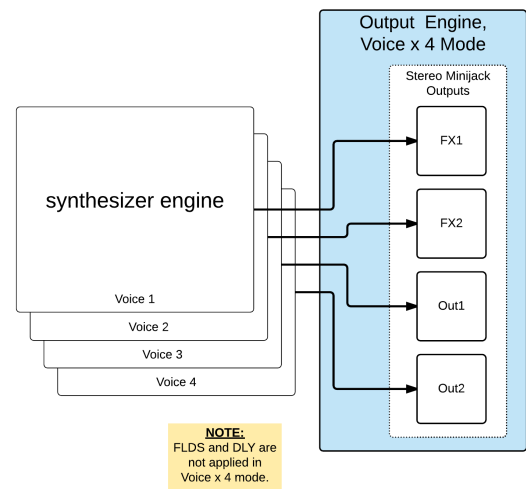 Output Engine,
Voice x 4 Mode
Stereo Minijack
Outputs
FX1
synthesizer engine
FX2
Out1
Voice 1
Voice 2
Voice 3
Voice 4
Out2
NOTE:
FLDS and DLY are
not applied in
Voice x 4 mode.